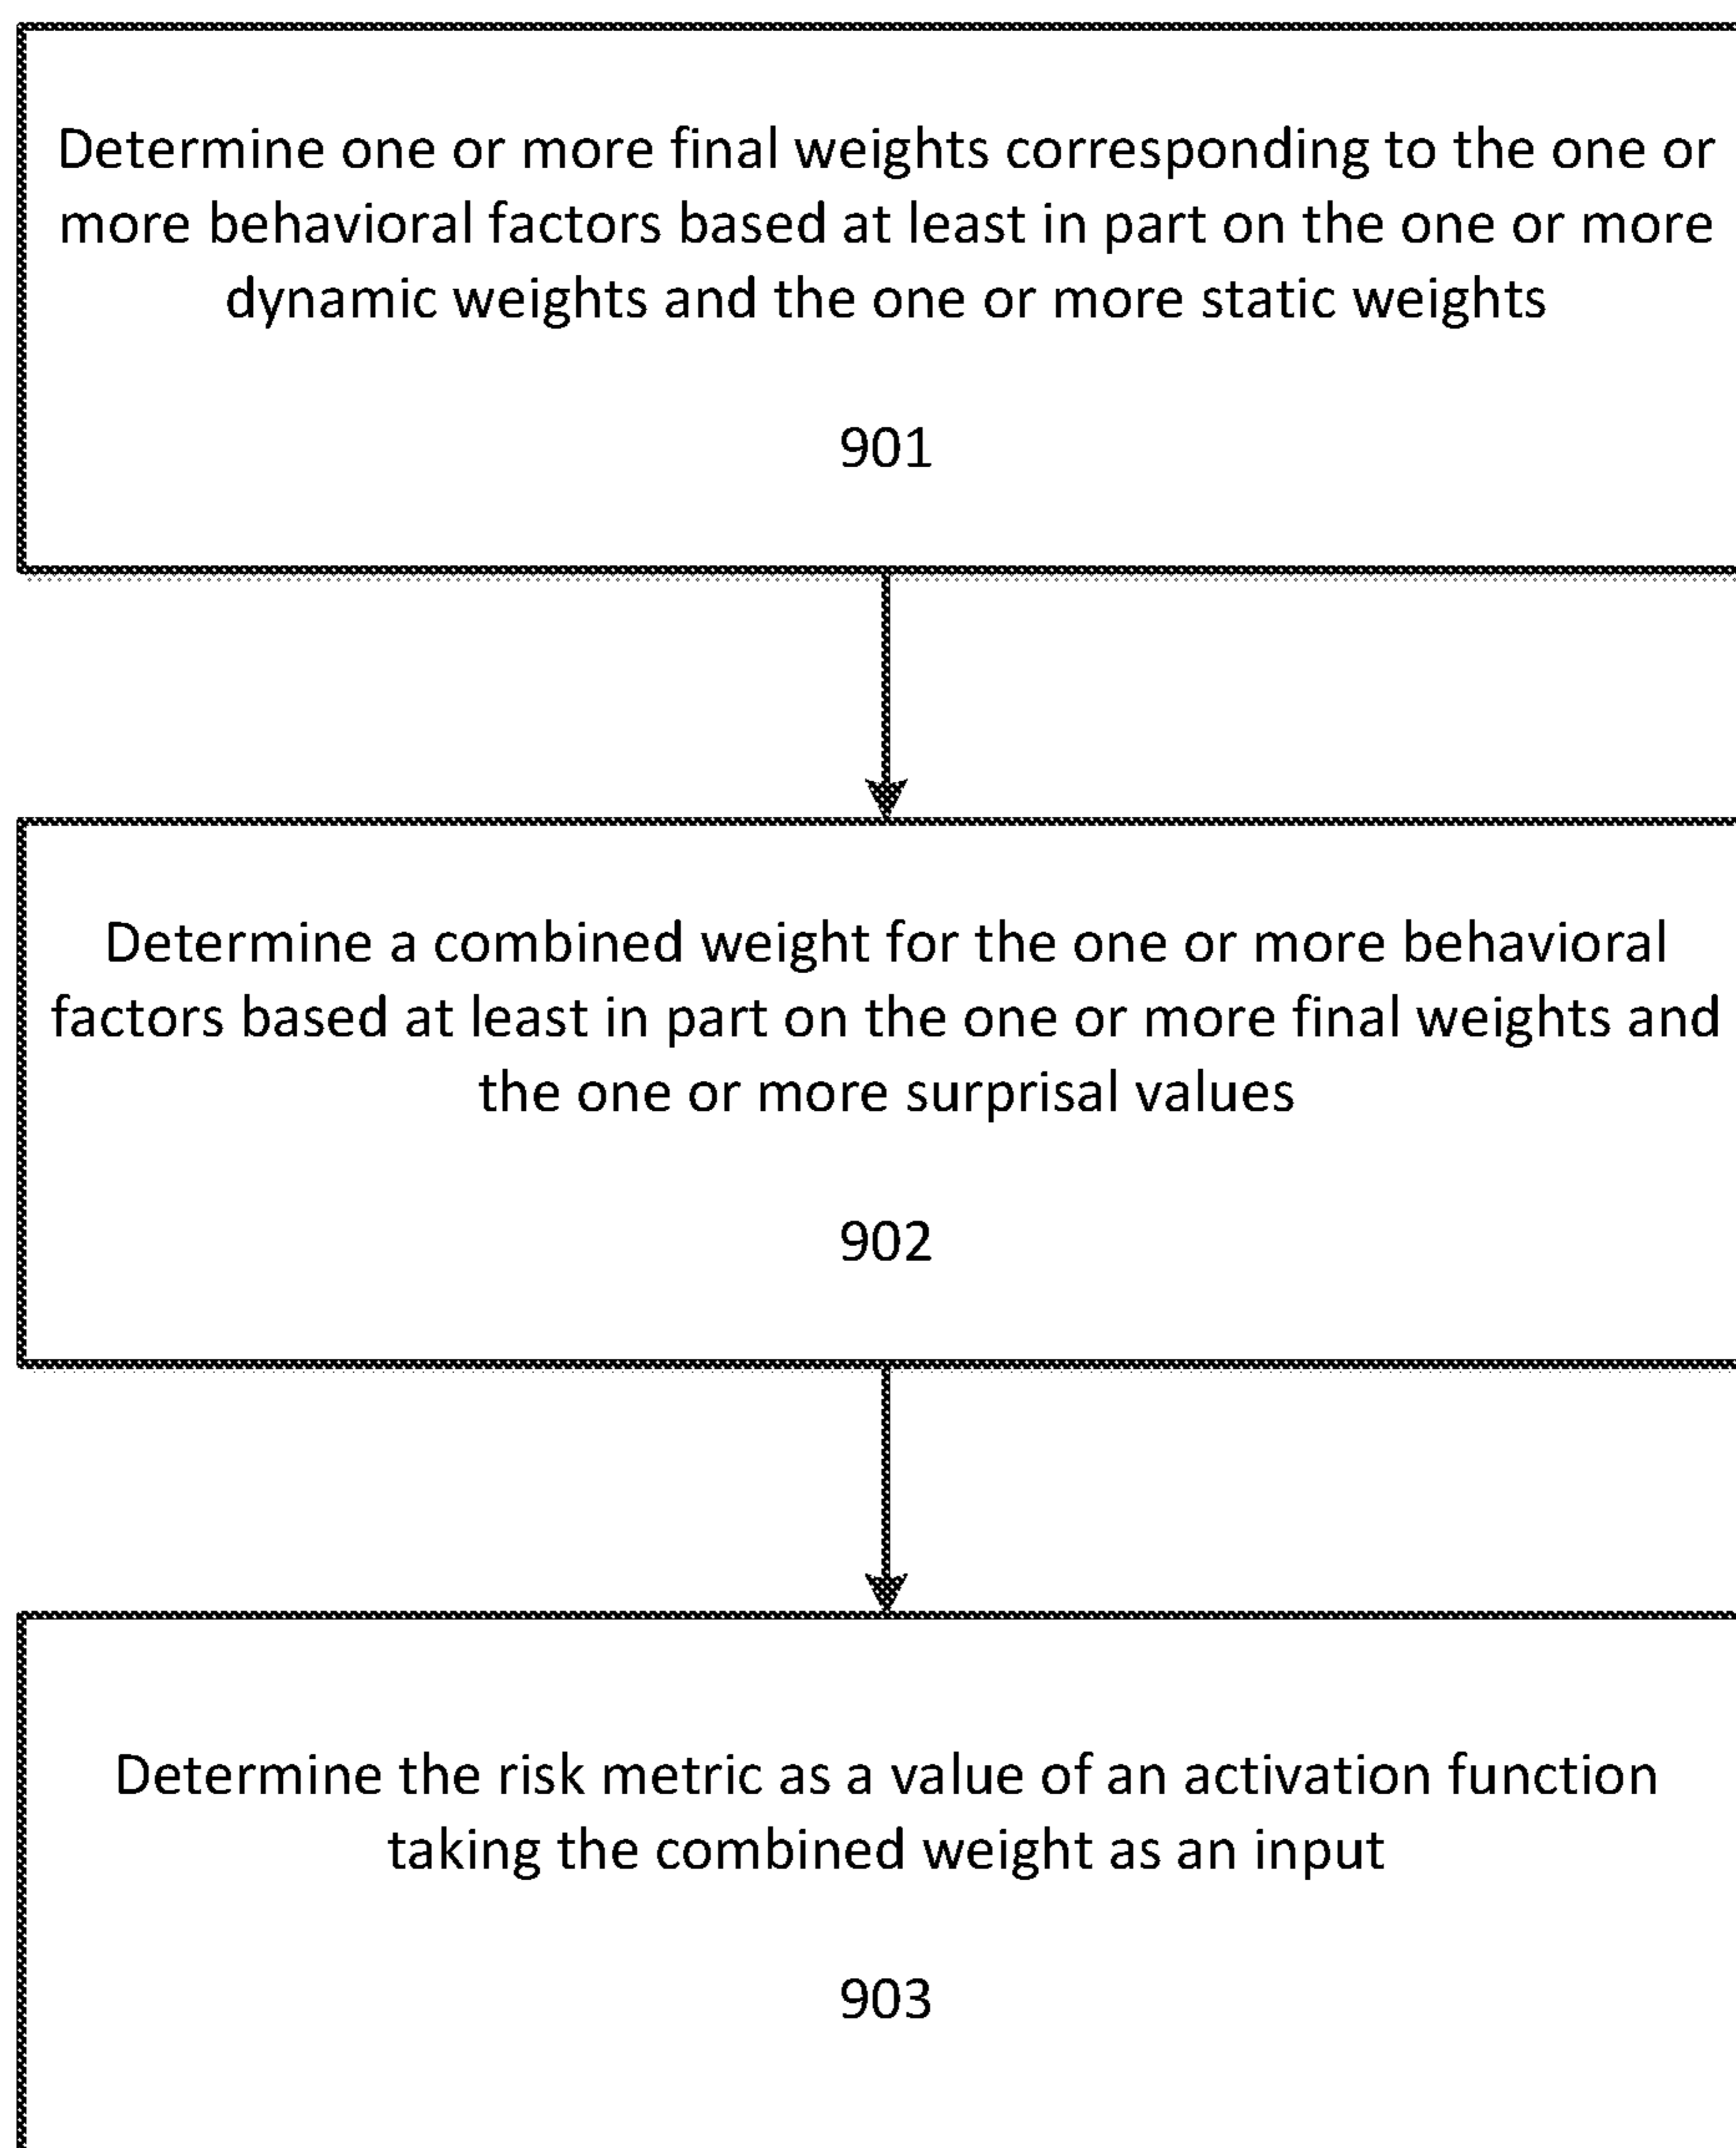 Determine one or more final weights corresponding to the one or
more behavioral factors based at least in part on the one or more
dynamic weights and the one or more static weights
901
Determine a combined weight for the one or more behavioral
factors based at least in part on the one or more final weights and
the one or more surprisal values
902
Determine the risk metric as a value of an activation function
taking the combined weight as an input
903